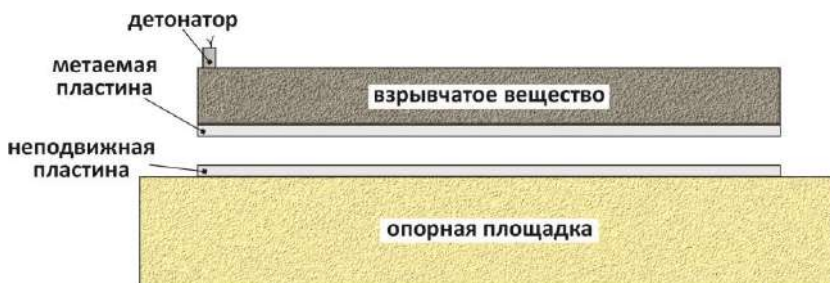 детонатор
метаемая
пластина
взрывчатое вещество
неподвижная
пластина
опорная площадка